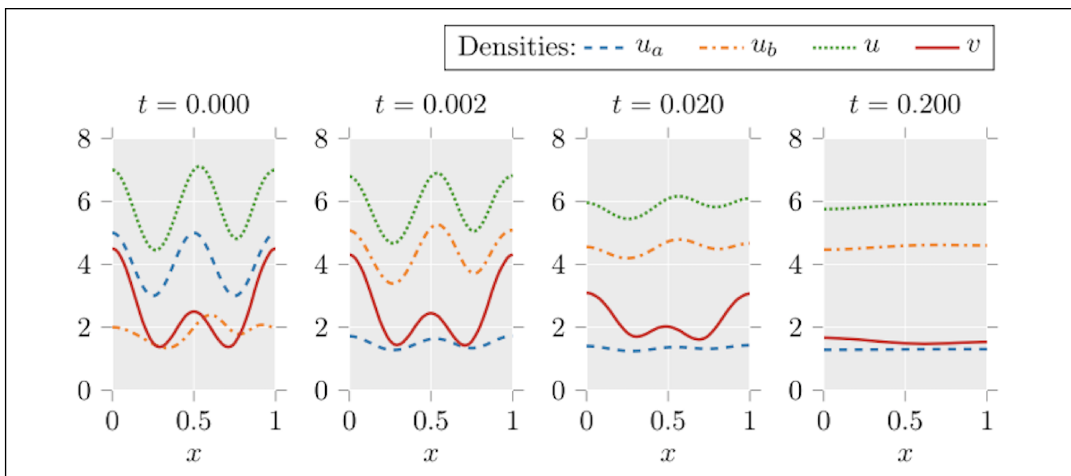 Densities: u_a u_b u v
t = 0.000 t = 0.002 t = 0.020 t = 0.200
8 8 8 8
6 6 6 6
4 4 4 4
2 2 2 2
0 0 0 0
0 0.5 1 0 0.5 1 0 0.5 1 0 0.5 1
x x x x